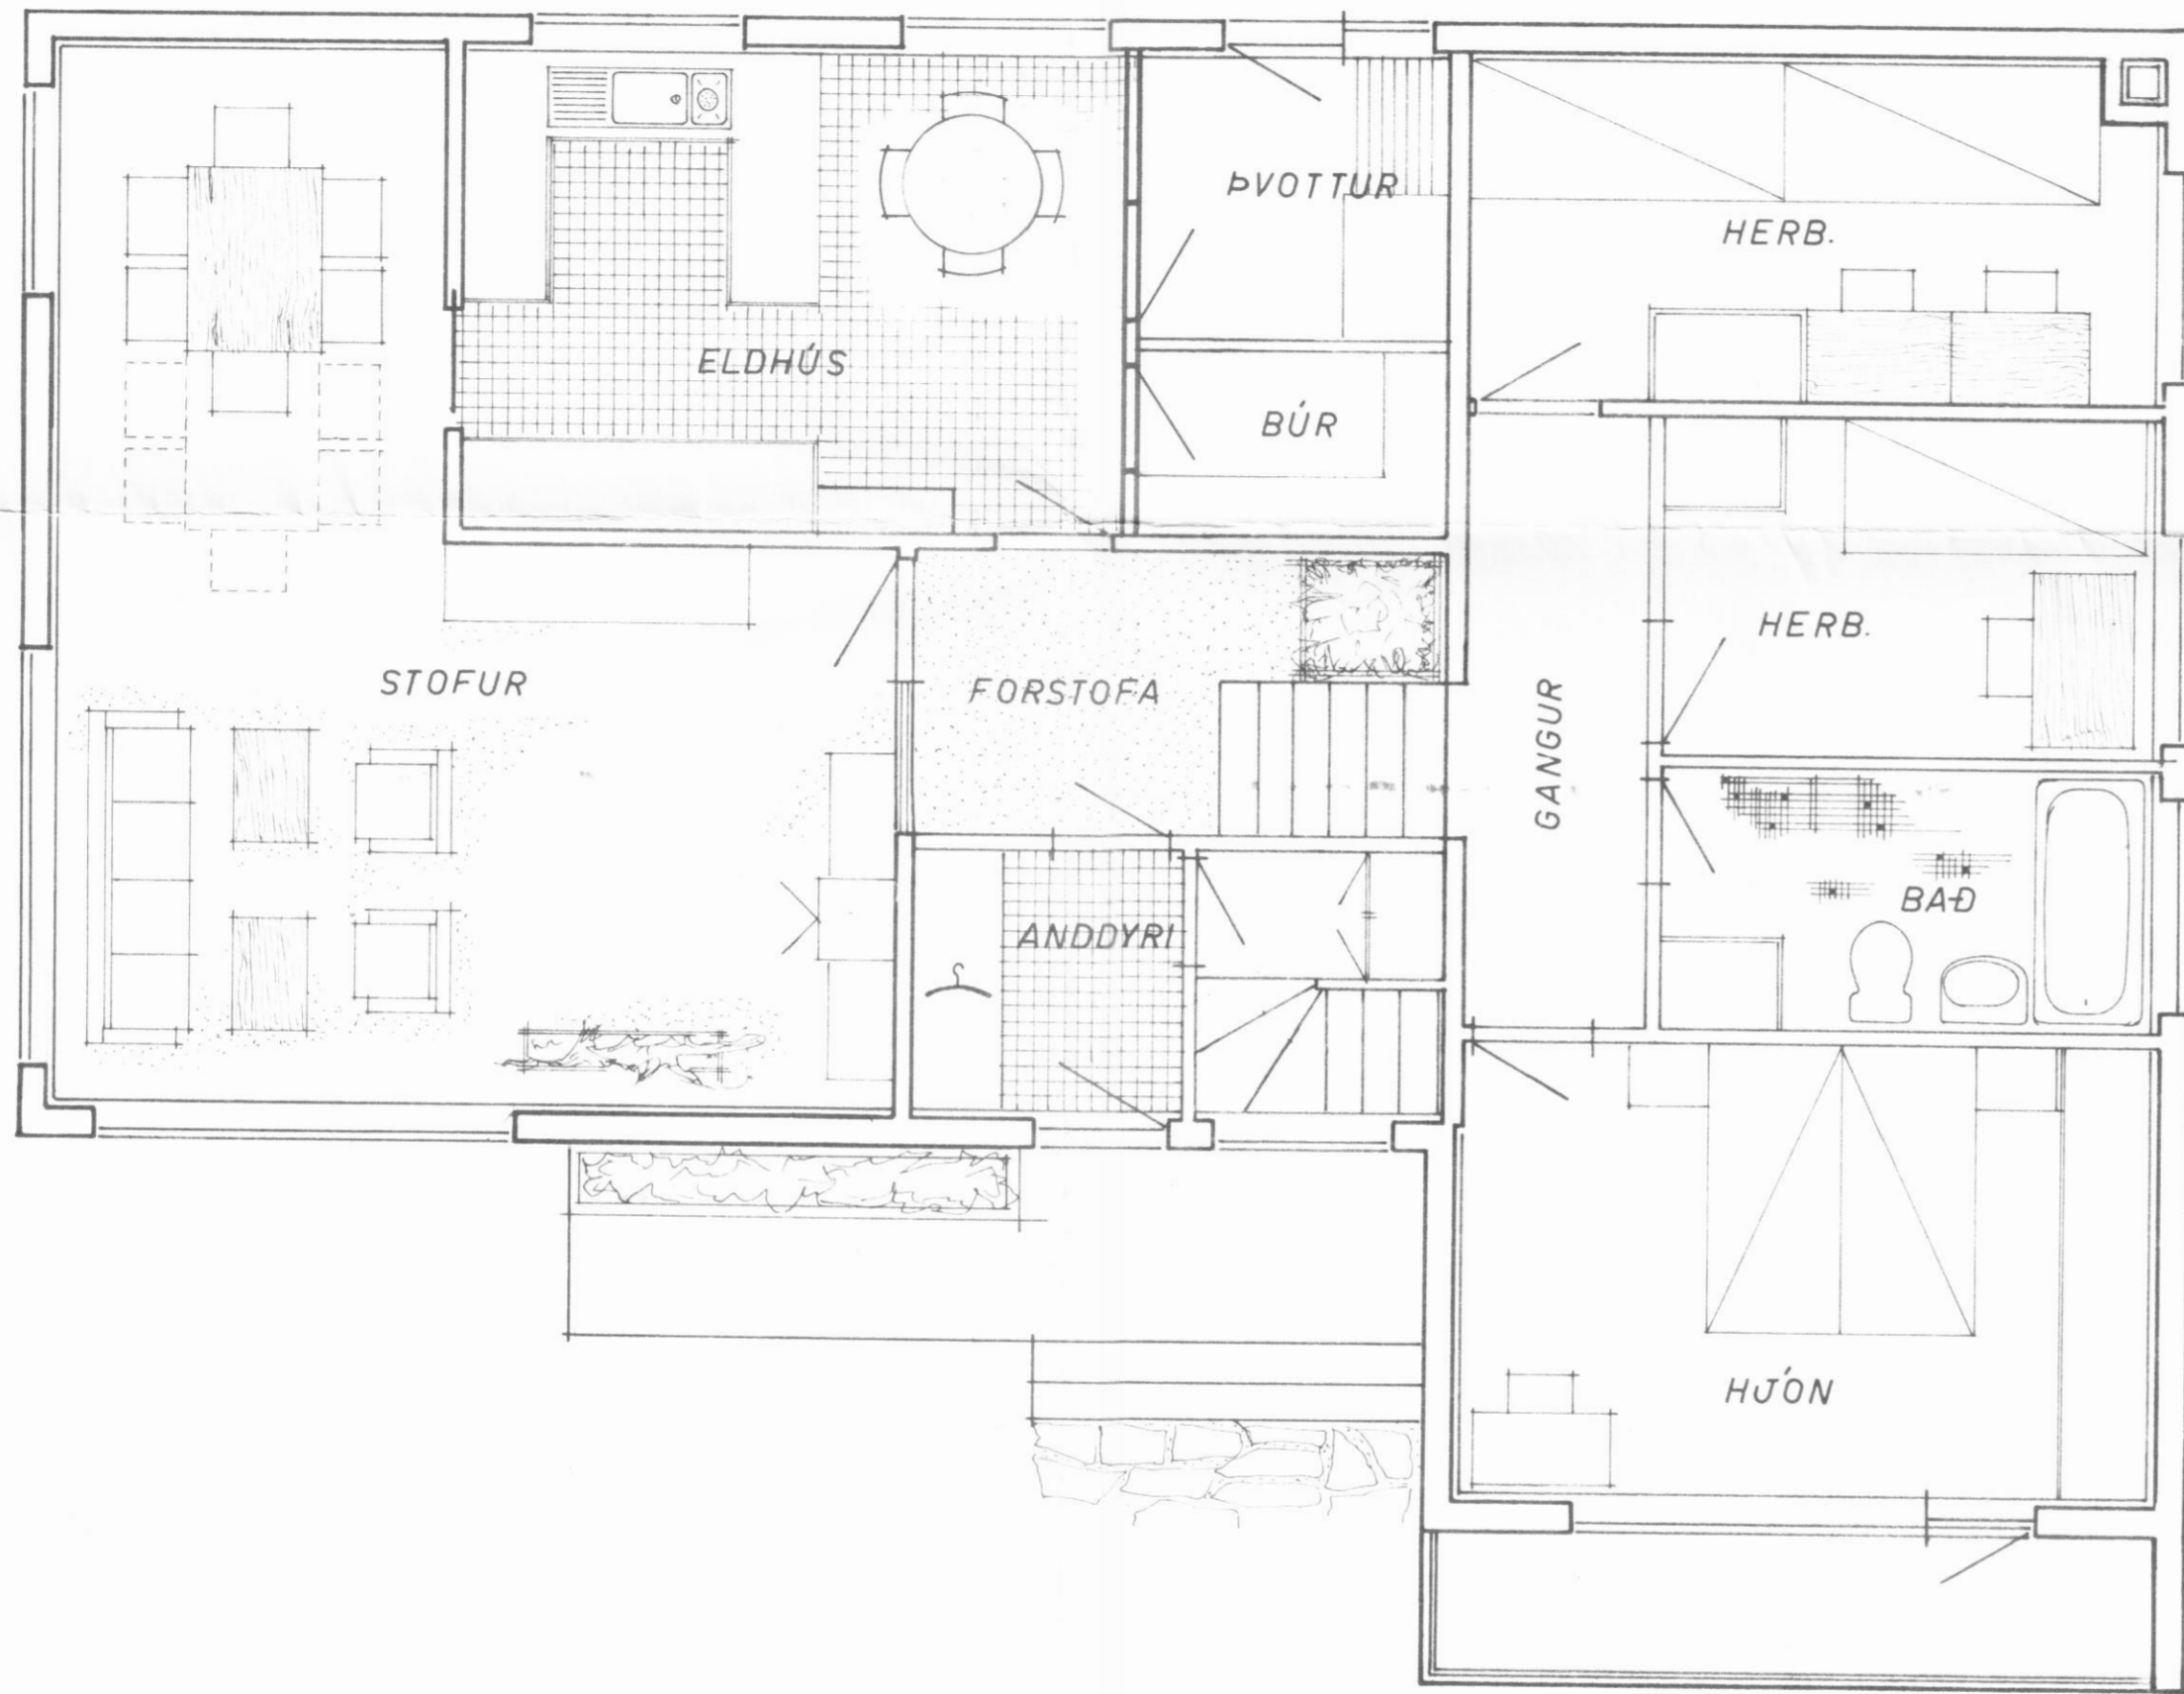 ÞVOTTUR
HERB.
ELDHÚS
BÚR
HERB.
STOFUR
FORSTOFA
GANGUR
BAÐ
ANDDYRI
HJÓN